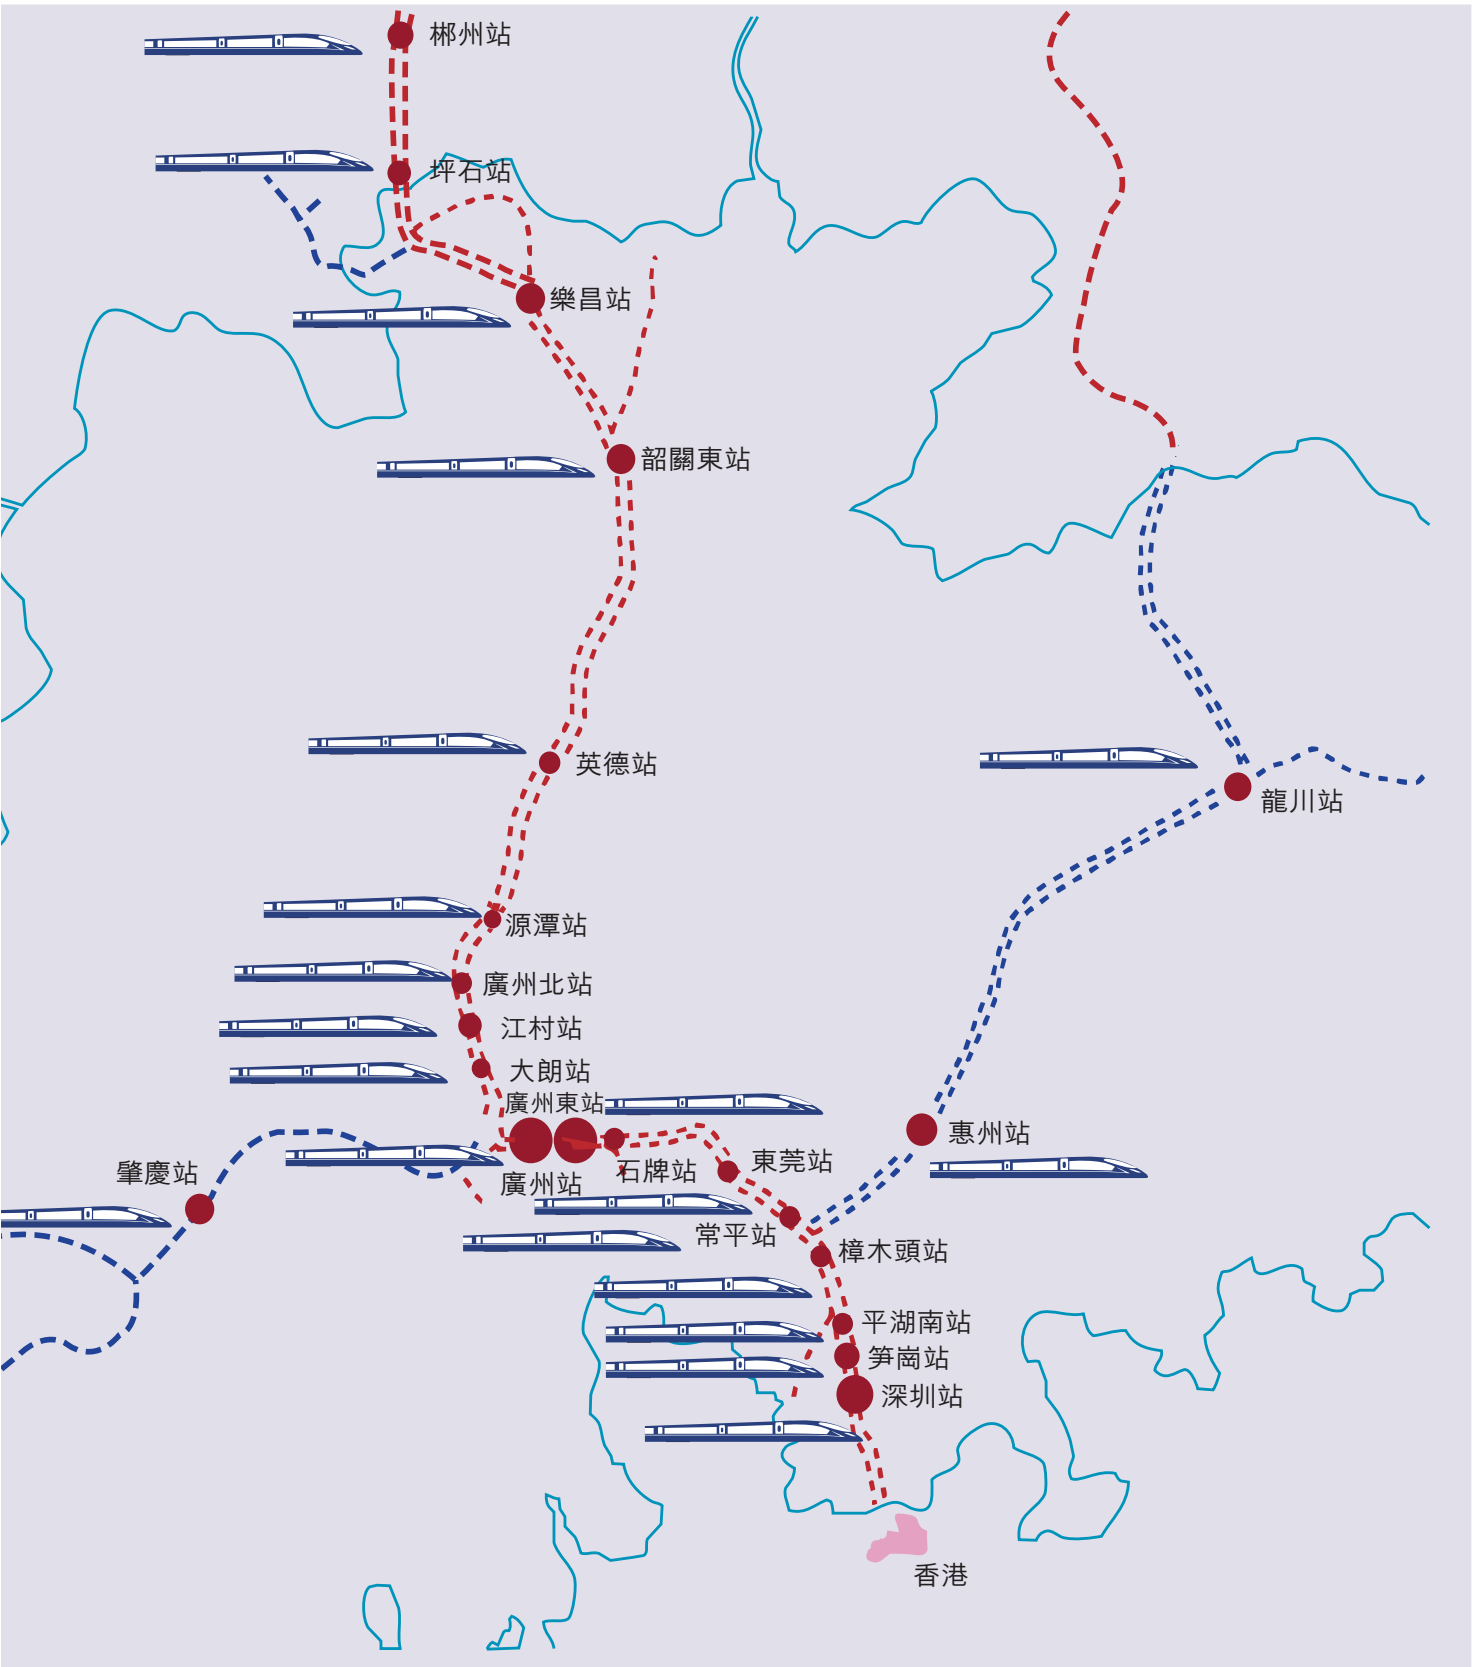 郴州站
坪石站
樂昌站
韶關東站
英德站
龍川站
源潭站
廣州北站
江村站
大朗站
廣州東站
惠州站
東莞站
石牌站
肇慶站
廣州站
常平站
樟木頭站
平湖南站
笋崗站
深圳站
香港